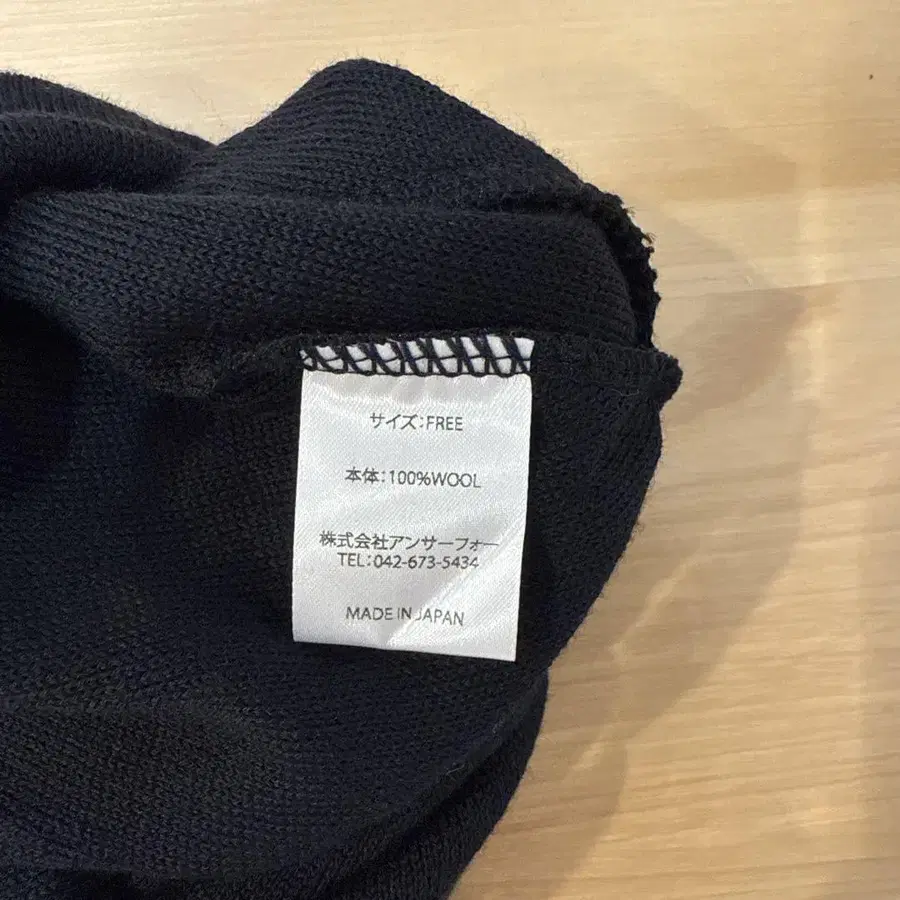 サイズ:FREE
本体:100%WOOL
株式会社アンサーフォー
TEL:042-673-5434
MADE IN JAPAN